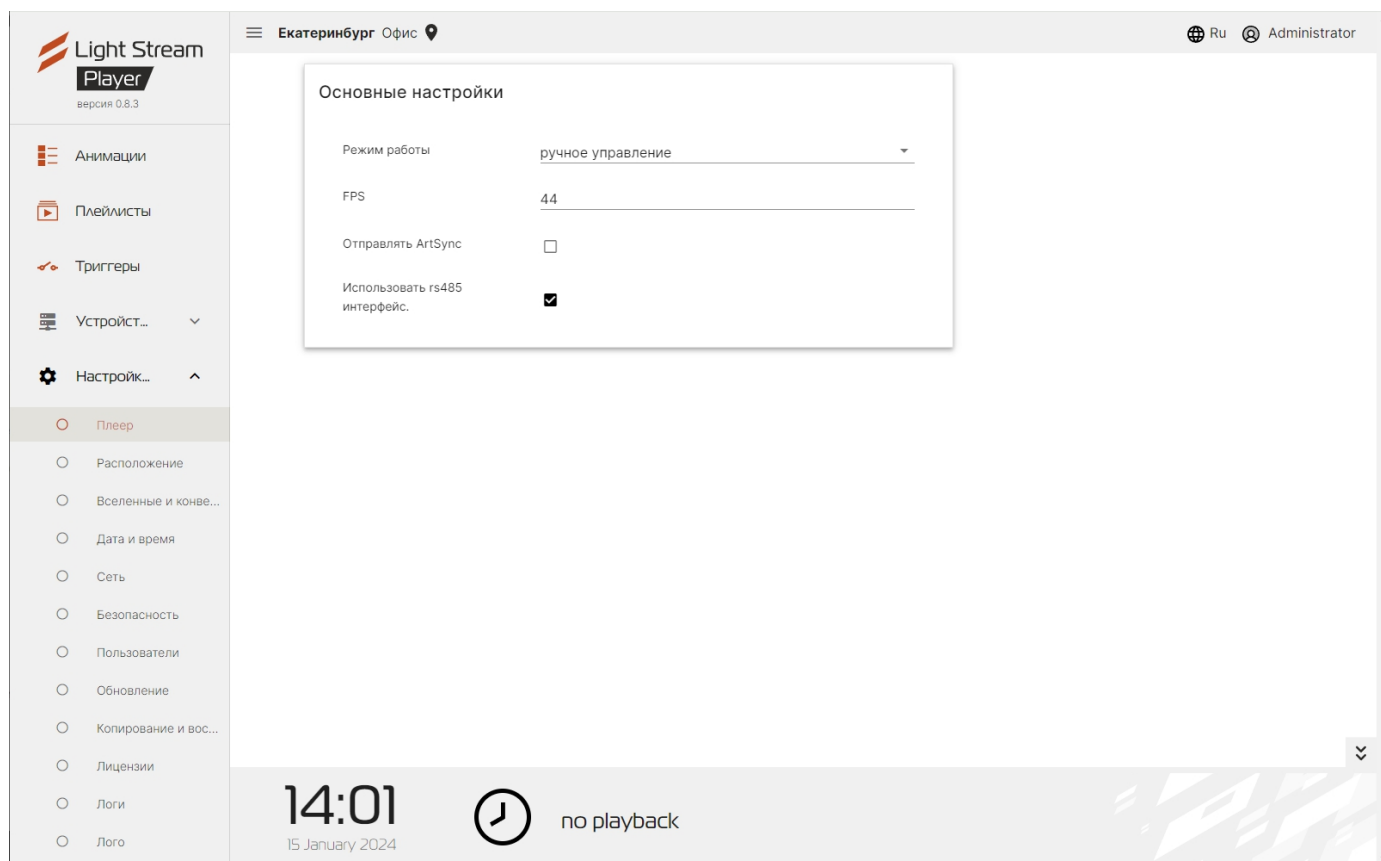 Light Stream
Player
версия 0.8.3
Екатеринбург Офис
Ru Administrator
Анимации
Плейлисты
Триггеры
Устройст...
Настройк...
Плеер
Расположение
Вселенные и конве...
Дата и время
Сеть
Безопасность
Пользователи
Обновление
Копирование и вос...
Лицензии
Логи
Лого
Основные настройки
Режим работы ручное управление
FPS 44
Отправлять ArtSync
Использовать rs485
интерфейс.
14:01
15 January 2024
no playback